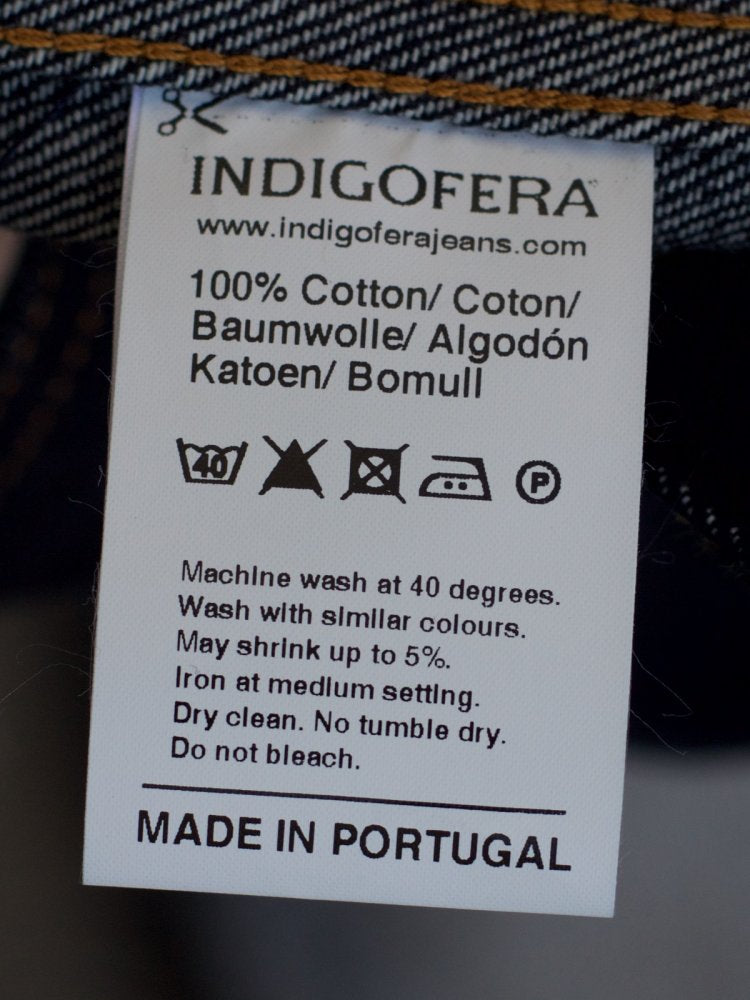 INDIGOFERA
www.indigoferajeans.com
100% Cotton/ Coton/
Baumwolle/ Algodón
Katoen/ Bomull
40 P
Machine wash at 40 degrees.
Wash with similar colours.
May shrink up to 5%.
Iron at medium setting.
Dry clean. No tumble dry.
Do not bleach.
MADE IN PORTUGAL